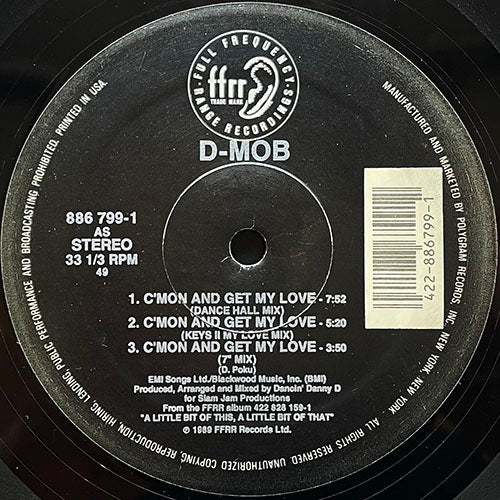 FULL FREQUENCY
ffrr
TRADE MARK
RANGE RECORDINGS
D-MOB
886 799-1
AS
STEREO
33 1/3 RPM
49
422-886799-1
1. C'MON AND GET MY LOVE - 7:52
(DANCE HALL MIX)
2. C'MON AND GET MY LOVE - 5:20
(KEYS II MY LOVE MIX)
3. C'MON AND GET MY LOVE - 3:50
(7" MIX)
(D. Poku)
EMI Songs Ltd./Blackwood Music, Inc. (BMI)
Produced, Arranged and Mixed by Dancin' Danny D
for Slam Jam Productions
From the FFRR album 422 828 159-1
"A LITTLE BIT OF THIS, A LITTLE BIT OF THAT"
℗ 1989 FFRR Records Ltd.
MANUFACTURED AND MARKETED BY POLYGRAM RECORDS, INC. NEW YORK, NEW YORK. ALL RIGHTS RESERVED. UNAUTHORIZED COPYING, REPRODUCTION, HIRING, LENDING, PUBLIC PERFORMANCE AND BROADCASTING PROHIBITED. PRINTED IN USA.